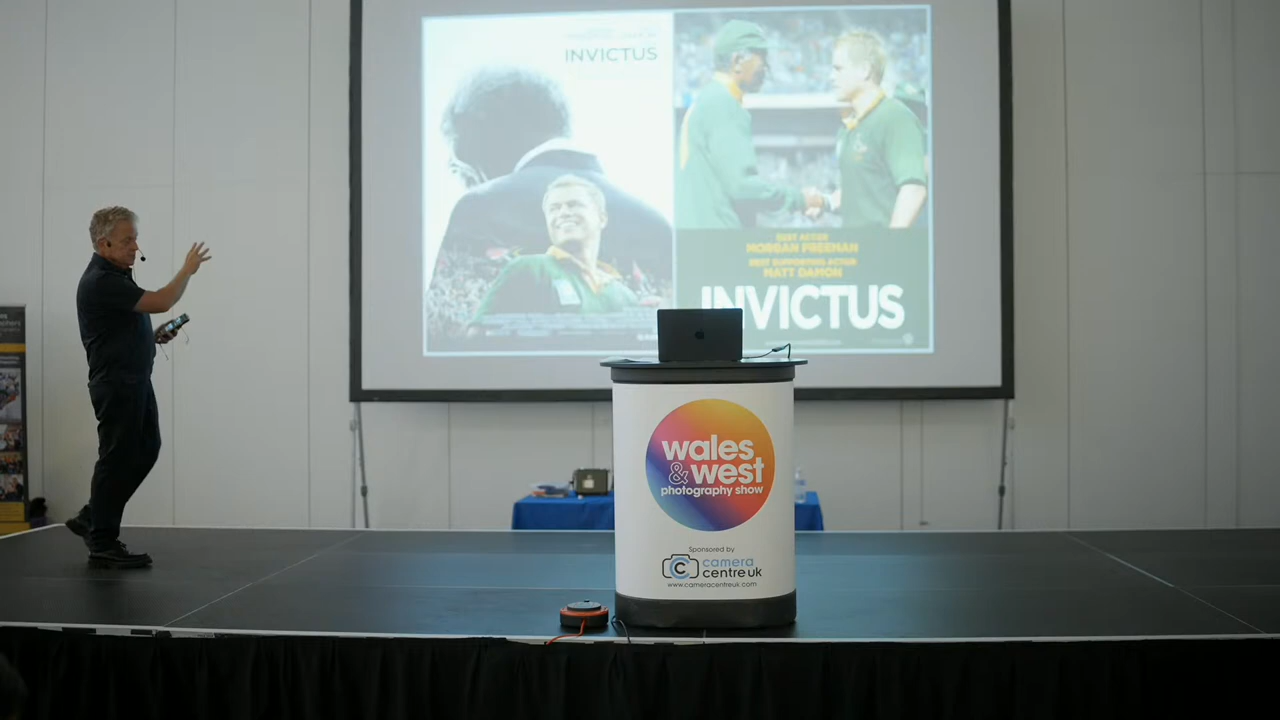 INVICTUS
BEST ACTOR
MORGAN FREEMAN
BEST SUPPORTING ACTOR
MATT DAMON
INVICTUS
wales
& west
photography show
Sponsored by
camera
centre uk
www.cameracentreuk.com